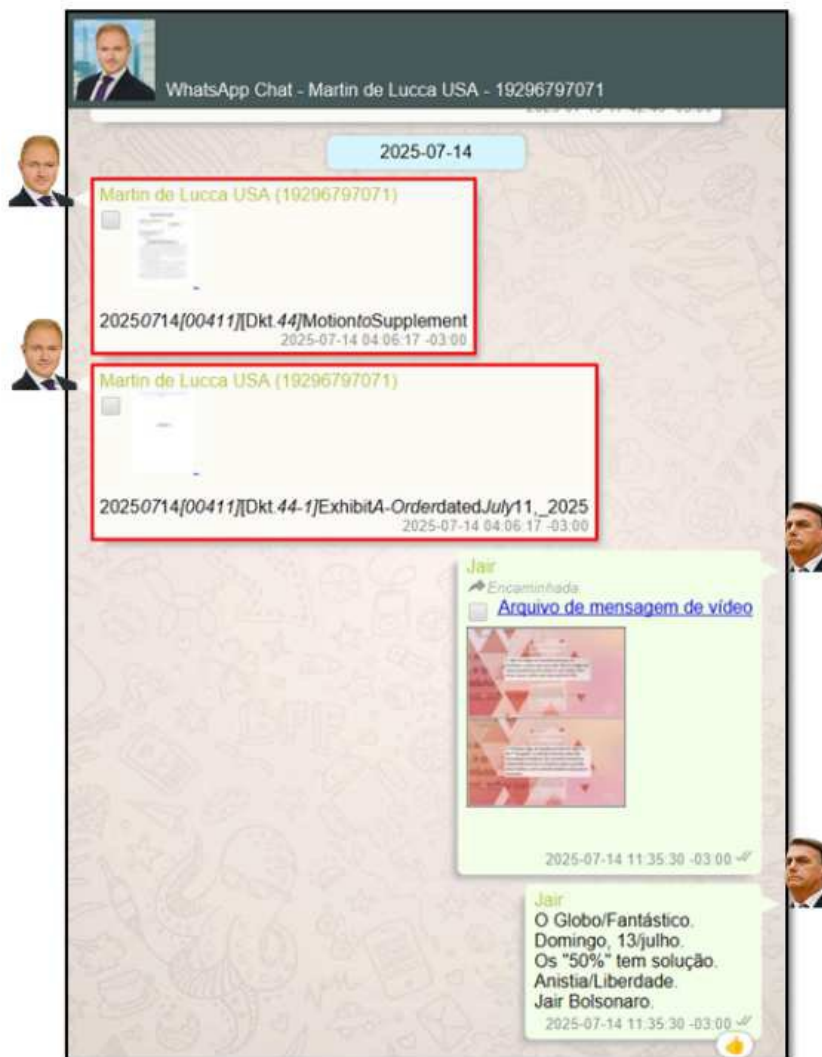 WhatsApp Chat - Martin de Lucca USA - 19296797071
2025-07-14
Martin de Lucca USA (19296797071)
20250714[00411][Dkt.44]MotiontoSupplement
2025-07-14 04:06:17 -03:00
Martin de Lucca USA (19296797071)
20250714[00411][Dkt.44-1]ExhibitA-OrderdatedJuly11,_2025
2025-07-14 04:06:17 -03:00
Jair
Encaminhada
Arquivo de mensagem de vídeo
2025-07-14 11:35:30 -03:00
Jair
O Globo/Fantástico.
Domingo, 13/julho.
Os "50%" tem solução.
Anistia/Liberdade.
Jair Bolsonaro.
2025-07-14 11:35:30 -03:00